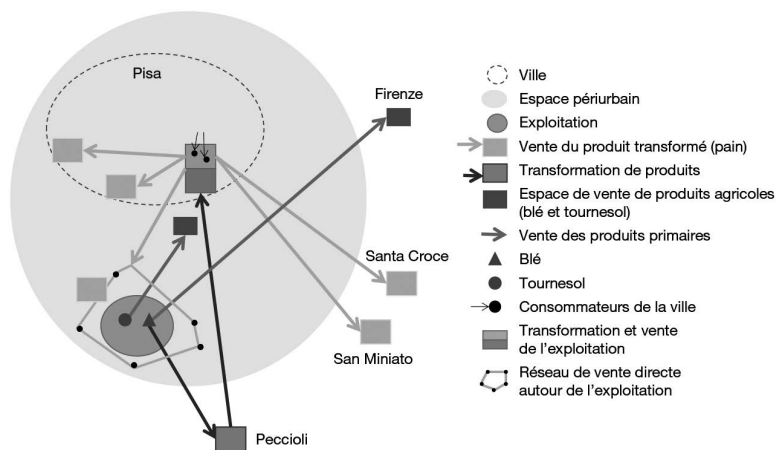 Pisa
Firenze
Santa Croce
San Miniato
Peccioli
Ville
Espace périurbain
Exploitation
Vente du produit transformé (pain)
Transformation de produits
Espace de vente de produits agricoles
(blé et tournesol)
Vente des produits primaires
Blé
Tournesol
Consommateurs de la ville
Transformation et vente
de l'exploitation
Réseau de vente directe
autour de l'exploitation